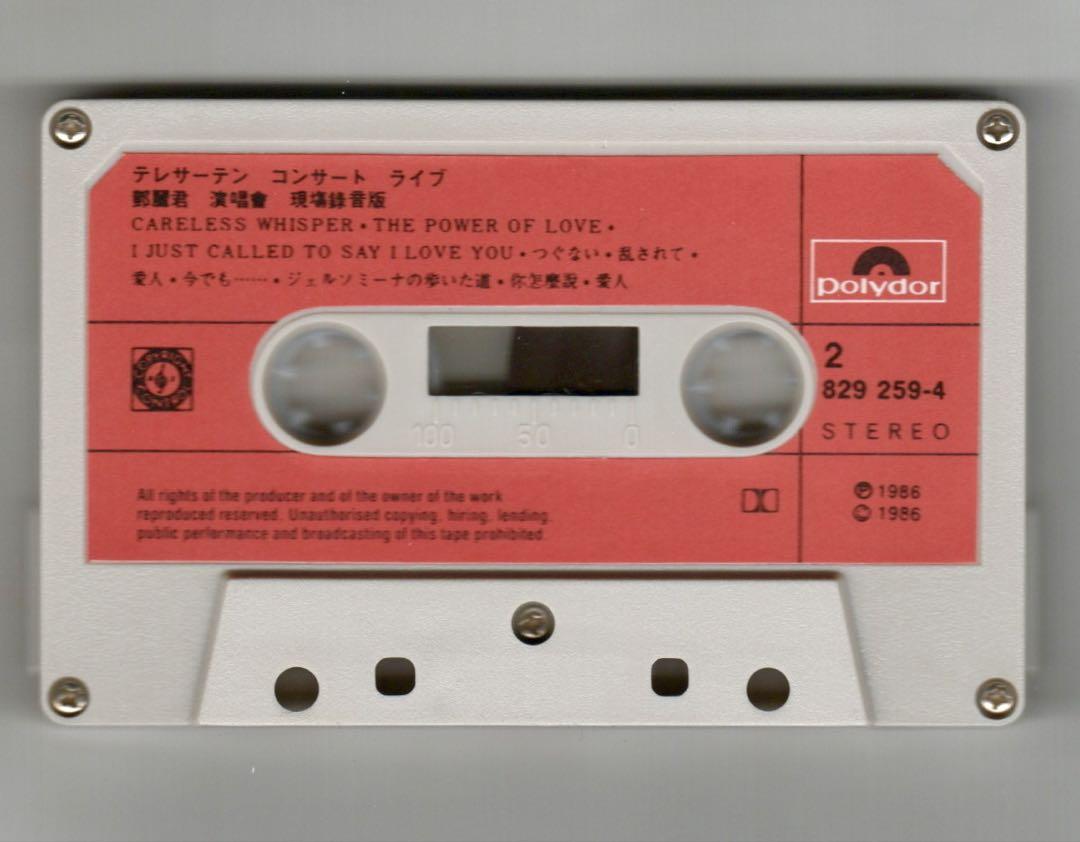 テレサーテン コンサート ライブ
鄧麗君 演唱會 現塲錄音版
CARELESS WHISPER・THE POWER OF LOVE・
I JUST CALLED TO SAY I LOVE YOU・つぐない・乱されて・
愛人・今でも……・ジェルソミーナの歩いた道・你怎麼說・愛人
polydor
COPYRIGHT
2
829 259-4
STEREO
100 50 0
All rights of the producer and of the owner of the work
reproduced reserved. Unauthorised copying, hiring, lending,
public performance and broadcasting of this tape prohibited.
Ⓟ 1986
© 1986